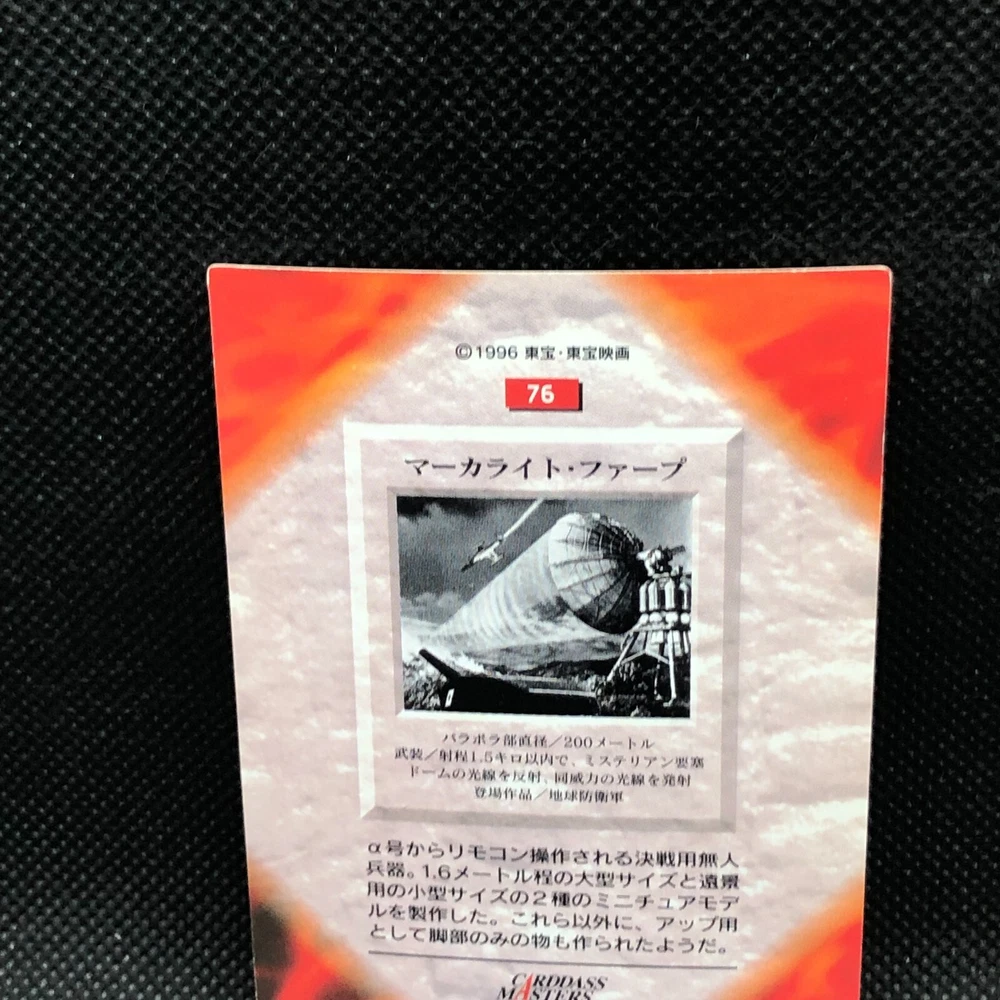 ©1996 東宝・東宝映画
76
マーカライト・ファープ
パラボラ部直径／200メートル
武装／射程1.5キロ以内で、ミステリアン要塞
ドームの光線を反射、同威力の光線を発射
登場作品／地球防衛軍
α号からリモコン操作される決戦用無人
兵器。1.6メートル程の大型サイズと遠景
用の小型サイズの2種のミニチュアモデ
ルを製作した。これら以外に、アップ用
として脚部のみの物も作られたようだ。
CARDDASS
MASTERS